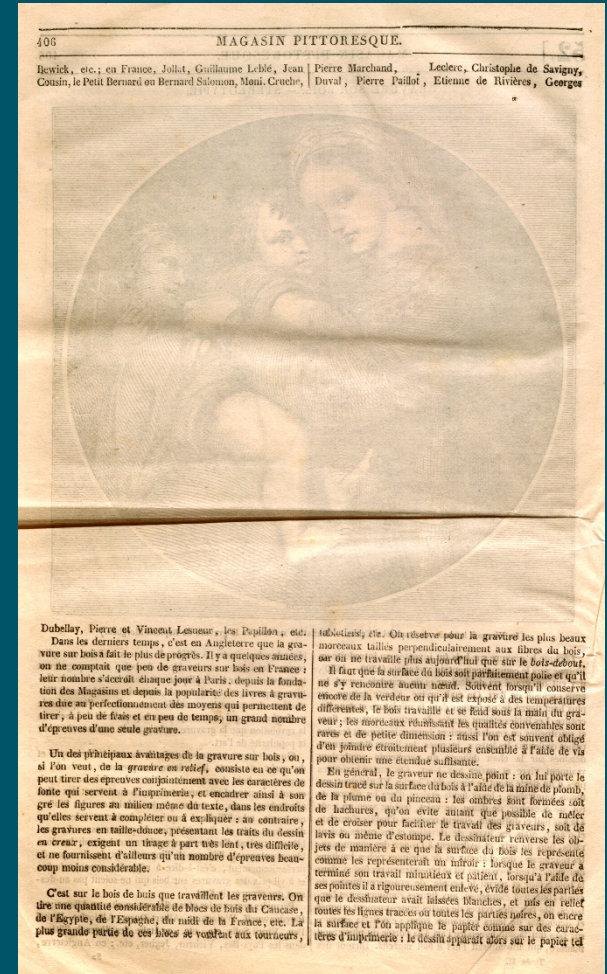 406
MAGASIN PITTORESQUE.
Bewick, etc.; en France, Jollat, Guillaume Leblé, Jean
Cousin, le Petit Bernard ou Bernard Salomon, Moni. Cruche,
Pierre Marchand, Leclerc, Christophe de Savigny,
Duval, Pierre Paillot, Etienne de Rivières, Georges
Dubellay, Pierre et Vincent Lesueur, les Papillon, etc.
Dans les derniers temps, c'est en Angleterre que la gra-
vure sur bois a fait le plus de progrès. Il y a quelques années,
on ne comptait que peu de graveurs sur bois en France :
leur nombre s'accroît chaque jour à Paris, depuis la fonda-
tion des Magasins et depuis la popularité des livres à gravu-
res due au perfectionnement des moyens qui permettent de
tirer, à peu de frais et en peu de temps, un grand nombre
d'épreuves d'une seule gravure.
Un des principaux avantages de la gravure sur bois, ou,
si l'on veut, de la gravure en relief, consiste en ce qu'on
peut tirer des épreuves conjointement avec les caractères de
fonte qui servent à l'imprimerie, et encadrer ainsi à son
gré les figures au milieu même du texte, dans les endroits
qu'elles servent à compléter ou à expliquer : au contraire,
les gravures en taille-douce, présentant les traits du dessin
en creux, exigent un tirage à part très lent, très difficile,
et ne fournissent d'ailleurs qu'un nombre d'épreuves beau-
coup moins considérable.
C'est sur le bois de buis que travaillent les graveurs. On
tire une quantité considérable de blocs de buis du Caucase,
de l'Égypte, de l'Espagne, du midi de la France, etc. La
plus grande partie de ces blocs se vendent aux tourneurs,
tabletiers, etc. On réserve pour la gravure les plus beaux
morceaux taillés perpendiculairement aux fibres du bois,
car on ne travaille plus aujourd'hui que sur le bois-debout.
Il faut que la surface du bois soit parfaitement polie et qu'il
ne s'y rencontre aucun nœud. Souvent lorsqu'il conserve
encore de la verdeur ou qu'il est exposé à des températures
différentes, le bois travaille et se fend sous la main du gra-
veur ; les morceaux réunissant les qualités convenables sont
rares et de petite dimension : aussi l'on est souvent obligé
d'en joindre étroitement plusieurs ensemble à l'aide de vis
pour obtenir une étendue suffisante.
En général, le graveur ne dessine point : on lui porte le
dessin tracé sur la surface du bois à l'aide de la mine de plomb,
de la plume ou du pinceau : les ombres sont formées soit
de hachures, qu'on évite autant que possible de mêler
et de croiser pour faciliter le travail des graveurs, soit de
lavis ou même d'estompe. Le dessinateur renverse les ob-
jets de manière à ce que la surface du bois les représente
comme les représenterait un miroir : lorsque le graveur a
terminé son travail minutieux et patient, lorsqu'à l'aide de
ses pointes il a rigoureusement enlevé, évidé toutes les parties
que le dessinateur avait laissées blanches, et mis en relief
toutes les lignes tracées ou toutes les parties noires, on encre
la surface et l'on applique le papier comme sur des carac-
tères d'imprimerie : le dessin apparaît alors sur le papier tel